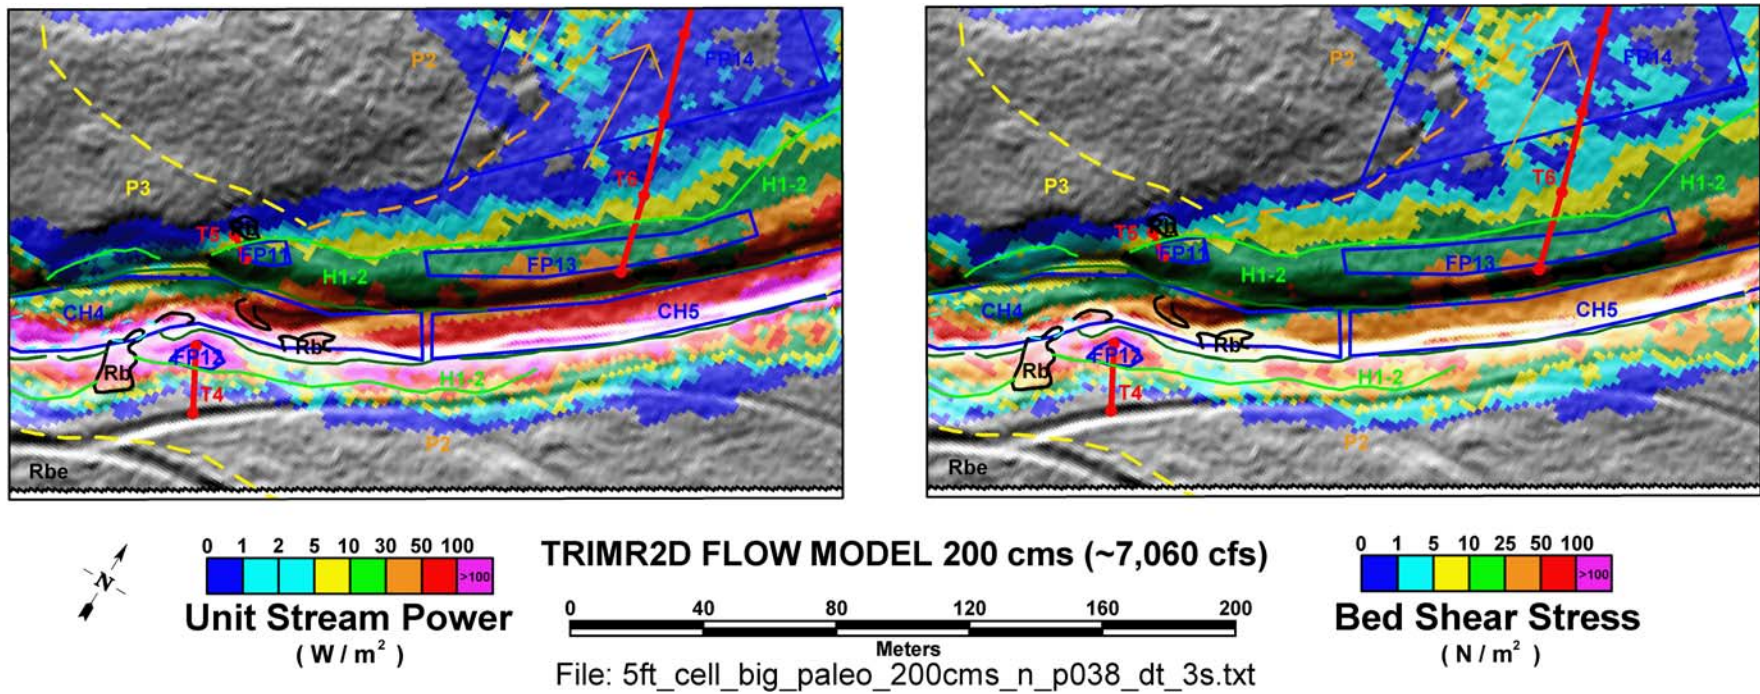 P2
FP14
P3
T6
H1-2
Rb
T5
FP11
H1-2
FP13
CH4
CH5
FP12
Rb
Rb
T4
H1-2
P2
Rbe
P2
FP14
P3
T6
H1-2
Rb
T5
FP11
H1-2
FP13
CH4
CH5
FP12
Rb
Rb
T4
H1-2
P2
Rbe
N
0 1 2 5 10 30 50 100
>100
Unit Stream Power
( W / m² )
TRIMR2D FLOW MODEL 200 cms (~7,060 cfs)
0 40 80 120 160 200
Meters
File: 5ft_cell_big_paleo_200cms_n_p038_dt_3s.txt
0 1 5 10 25 50 100
>100
Bed Shear Stress
( N / m² )